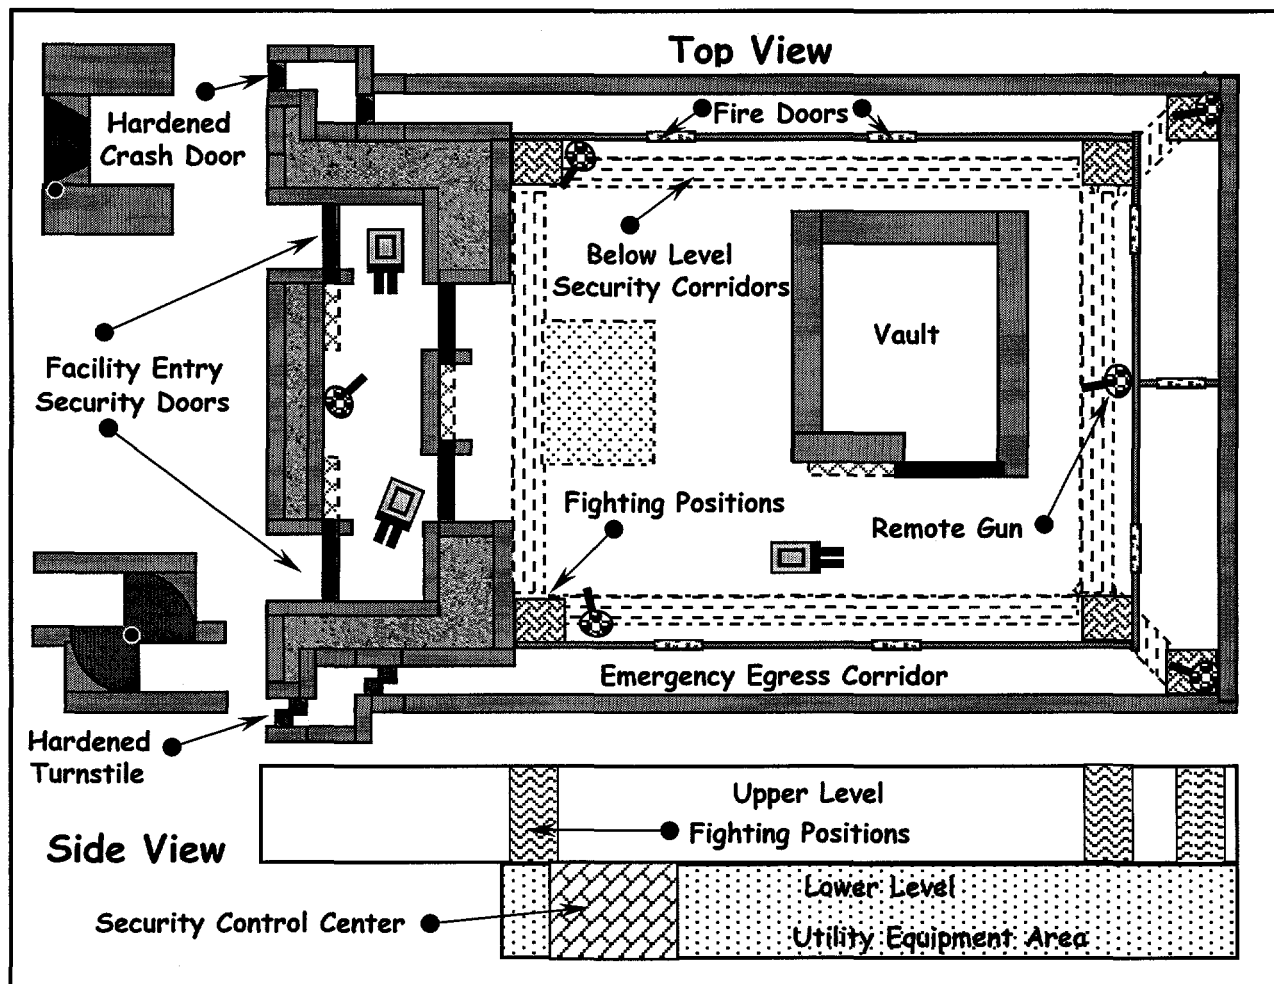 Top View
Hardened
Crash Door
Fire Doors
Below Level
Security Corridors
Vault
Facility Entry
Security Doors
Fighting Positions
Remote Gun
Emergency Egress Corridor
Hardened
Turnstile
Side View
Upper Level
Fighting Positions
Lower Level
Security Control Center
Utility Equipment Area